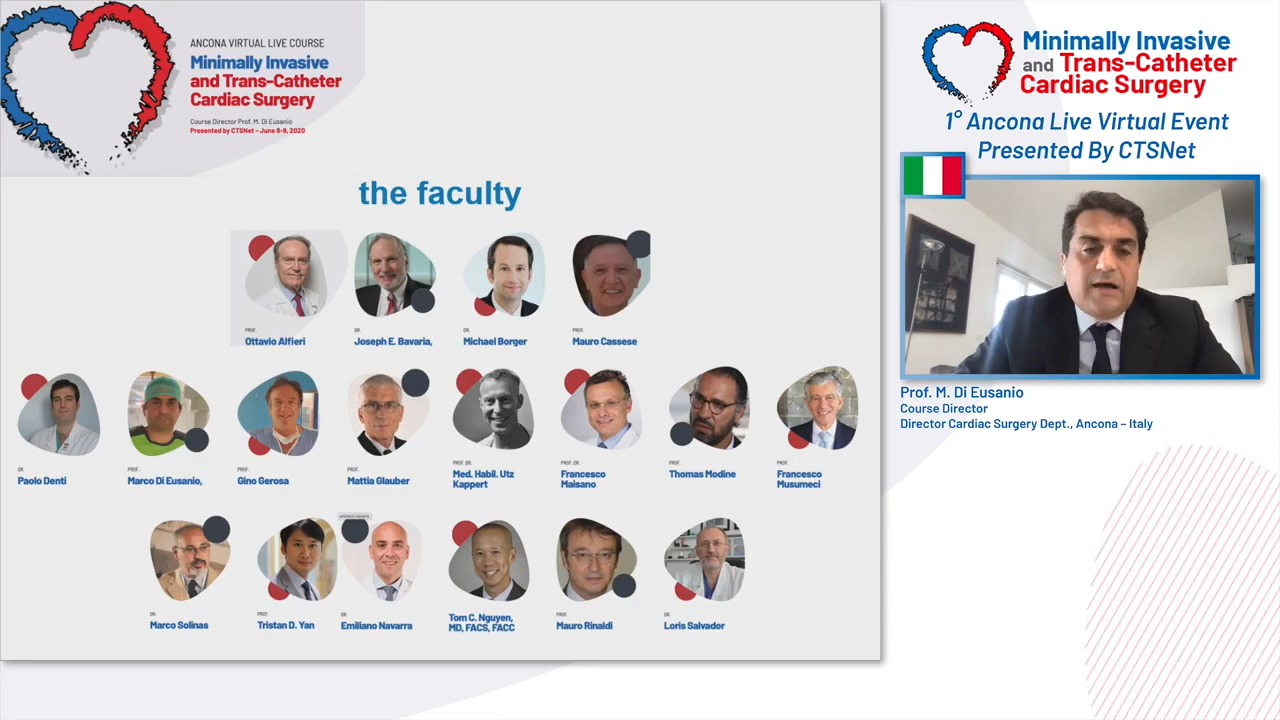 ANCONA VIRTUAL LIVE COURSE
Minimally Invasive
and Trans-Catheter
Cardiac Surgery
Course Director Prof. M. Di Eusanio
Presented by CTSNet – June 8-9, 2020
the faculty
PROF.
Ottavio Alfieri
DR.
Joseph E. Bavaria,
DR.
Michael Borger
PROF.
Mauro Cassese
DR.
Paolo Denti
PROF.
Marco Di Eusanio,
PROF.
Gino Gerosa
PROF.
Mattia Glauber
PROF. DR.
Med. Habil. Utz
Kappert
PROF. DR.
Francesco
Maisano
PROF.
Thomas Modine
PROF.
Francesco
Musumeci
DR.
Marco Solinas
PROF.
Tristan D. Yan
emiliano navarra
DR.
Emiliano Navarra
Tom C. Nguyen,
MD, FACS, FACC
PROF.
Mauro Rinaldi
DR.
Loris Salvador
Minimally Invasive
and Trans-Catheter
Cardiac Surgery
1° Ancona Live Virtual Event
Presented By CTSNet
Prof. M. Di Eusanio
Course Director
Director Cardiac Surgery Dept., Ancona – Italy